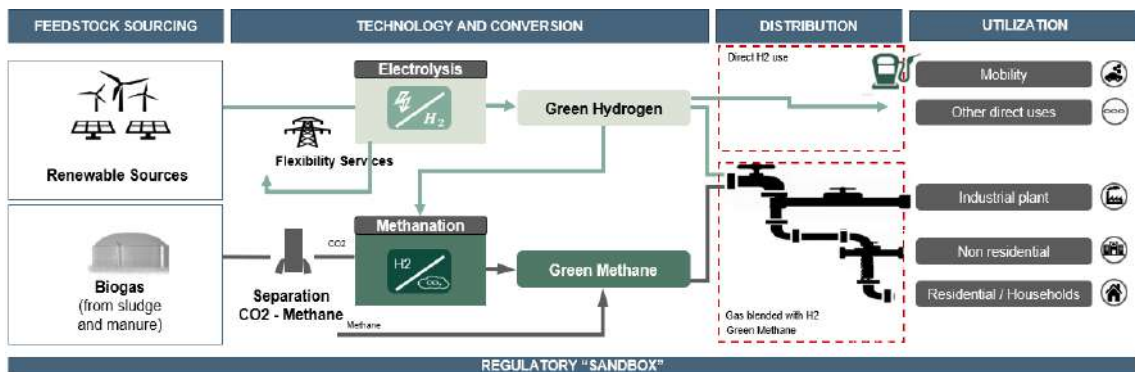 FEEDSTOCK SOURCING
TECHNOLOGY AND CONVERSION
DISTRIBUTION
UTILIZATION
Renewable Sources
Electrolysis
H2
Flexibility Services
Green Hydrogen
Direct H2 use
Mobility
Other direct uses
Biogas
(from sludge
and manure)
Separation
CO2 - Methane
CO2
Methane
Methanation
H2
CO2
Green Methane
Gas blended with H2
Green Methane
Industrial plant
Non residential
Residential / Households
REGULATORY “SANDBOX”